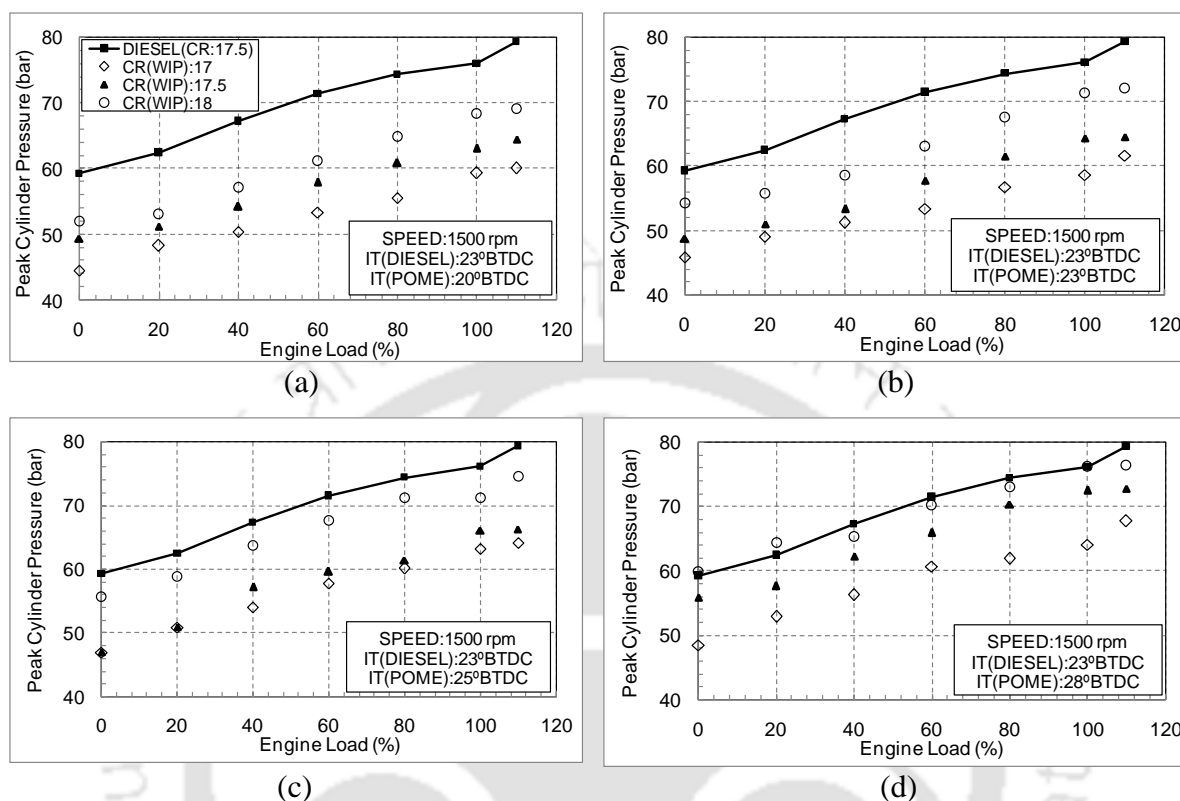 80
70
60
50
40
Peak Cylinder Pressure (bar)
DIESEL(CR:17.5)
CR(WIP):17
CR(WIP):17.5
CR(WIP):18
SPEED:1500 rpm
IT(DIESEL):23ºBTDC
IT(POME):20ºBTDC
0 20 40 60 80 100 120
Engine Load (%)
(a)
80
70
60
50
40
Peak Cylinder Pressure (bar)
SPEED:1500 rpm
IT(DIESEL):23ºBTDC
IT(POME):23ºBTDC
0 20 40 60 80 100 120
Engine Load (%)
(b)
80
70
60
50
40
Peak Cylinder Pressure (bar)
SPEED:1500 rpm
IT(DIESEL):23ºBTDC
IT(POME):25ºBTDC
0 20 40 60 80 100 120
Engine Load (%)
(c)
80
70
60
50
40
Peak Cylinder Pressure (bar)
SPEED:1500 rpm
IT(DIESEL):23ºBTDC
IT(POME):28ºBTDC
0 20 40 60 80 100 120
Engine Load (%)
(d)